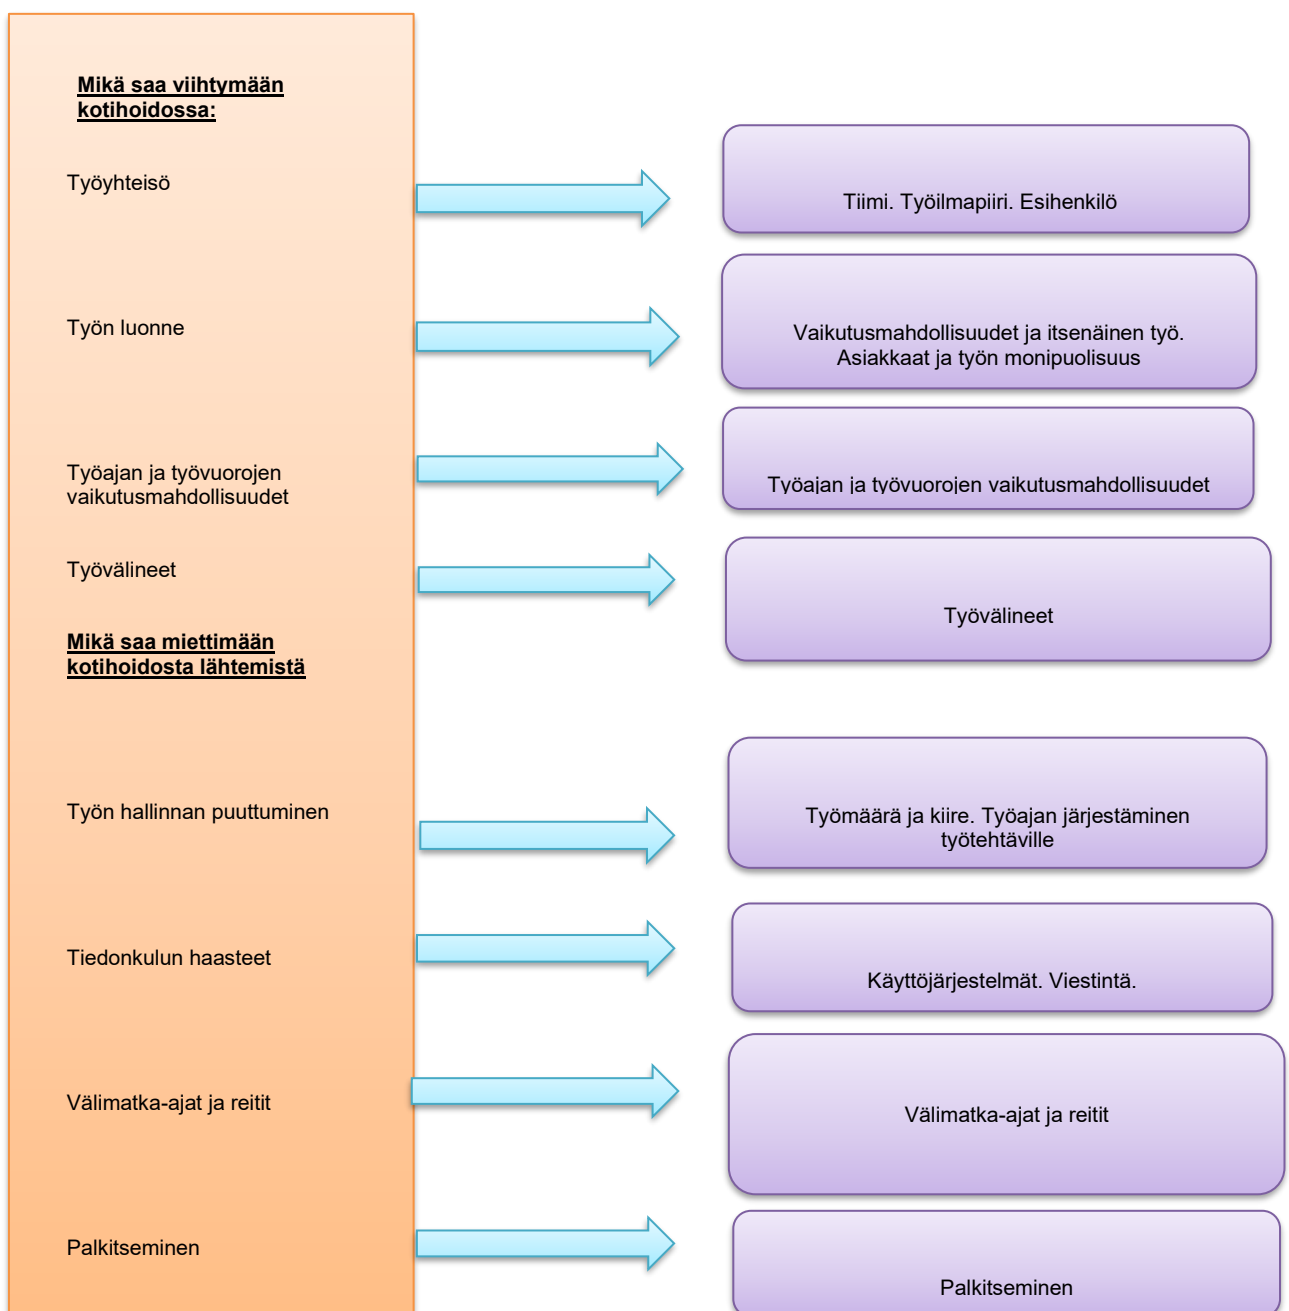 Mikä saa viihtymään
kotihoidossa:
Työyhteisö
Tiimi. Työilmapiiri. Esihenkilö
Työn luonne
Vaikutusmahdollisuudet ja itsenäinen työ.
Asiakkaat ja työn monipuolisuus
Työajan ja työvuorojen
vaikutusmahdollisuudet
Työajan ja työvuorojen vaikutusmahdollisuudet
Työvälineet
Työvälineet
Mikä saa miettimään
kotihoidosta lähtemistä
Työn hallinnan puuttuminen
Työmäärä ja kiire. Työajan järjestäminen
työtehtäville
Tiedonkulun haasteet
Käyttöjärjestelmät. Viestintä.
Välimatka-ajat ja reitit
Välimatka-ajat ja reitit
Palkitseminen
Palkitseminen